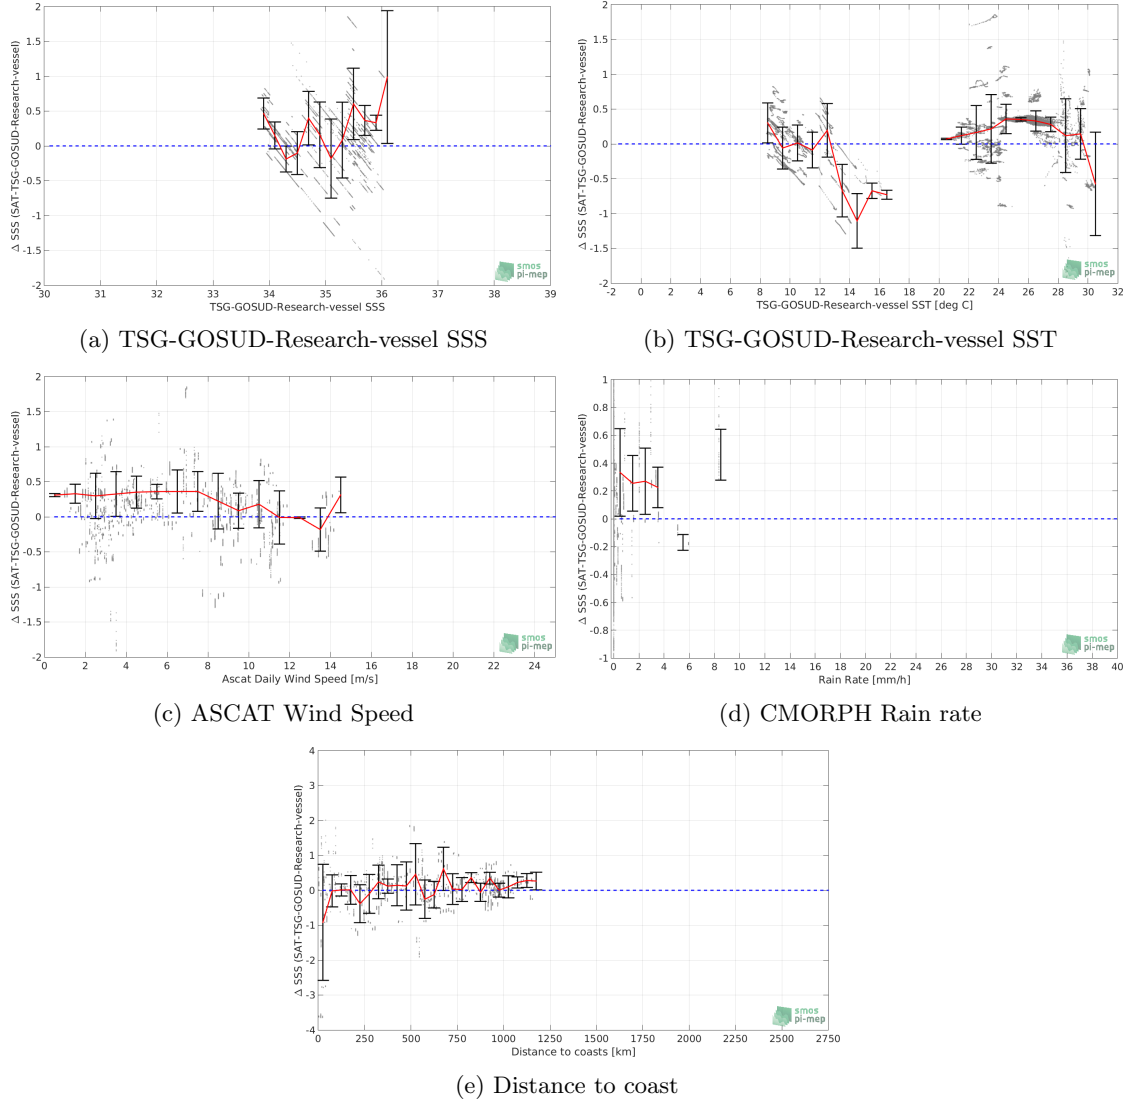 Δ SSS (SAT-TSG-GOSUD-Research-vessel)
2
1.5
1
0.5
0
-0.5
-1
-1.5
-2
30 31 32 33 34 35 36 37 38 39
TSG-GOSUD-Research-vessel SSS
smos
pi-mep
(a) TSG-GOSUD-Research-vessel SSS
Δ SSS (SAT-TSG-GOSUD-Research-vessel)
2
1.5
1
0.5
0
-0.5
-1
-1.5
-2
-2 0 2 4 6 8 10 12 14 16 18 20 22 24 26 28 30 32
TSG-GOSUD-Research-vessel SST [deg C]
smos
pi-mep
(b) TSG-GOSUD-Research-vessel SST
Δ SSS (SAT-TSG-GOSUD-Research-vessel)
2
1.5
1
0.5
0
-0.5
-1
-1.5
-2
0 2 4 6 8 10 12 14 16 18 20 22 24
Ascat Daily Wind Speed [m/s]
smos
pi-mep
(c) ASCAT Wind Speed
Δ SSS (SAT-TSG-GOSUD-Research-vessel)
1
0.8
0.6
0.4
0.2
0
-0.2
-0.4
-0.6
-0.8
-1
0 2 4 6 8 10 12 14 16 18 20 22 24 26 28 30 32 34 36 38 40
Rain Rate [mm/h]
smos
pi-mep
(d) CMORPH Rain rate
Δ SSS (SAT-TSG-GOSUD-Research-vessel)
4
3
2
1
0
-1
-2
-3
-4
0 250 500 750 1000 1250 1500 1750 2000 2250 2500 2750
Distance to coasts [km]
smos
pi-mep
(e) Distance to coast